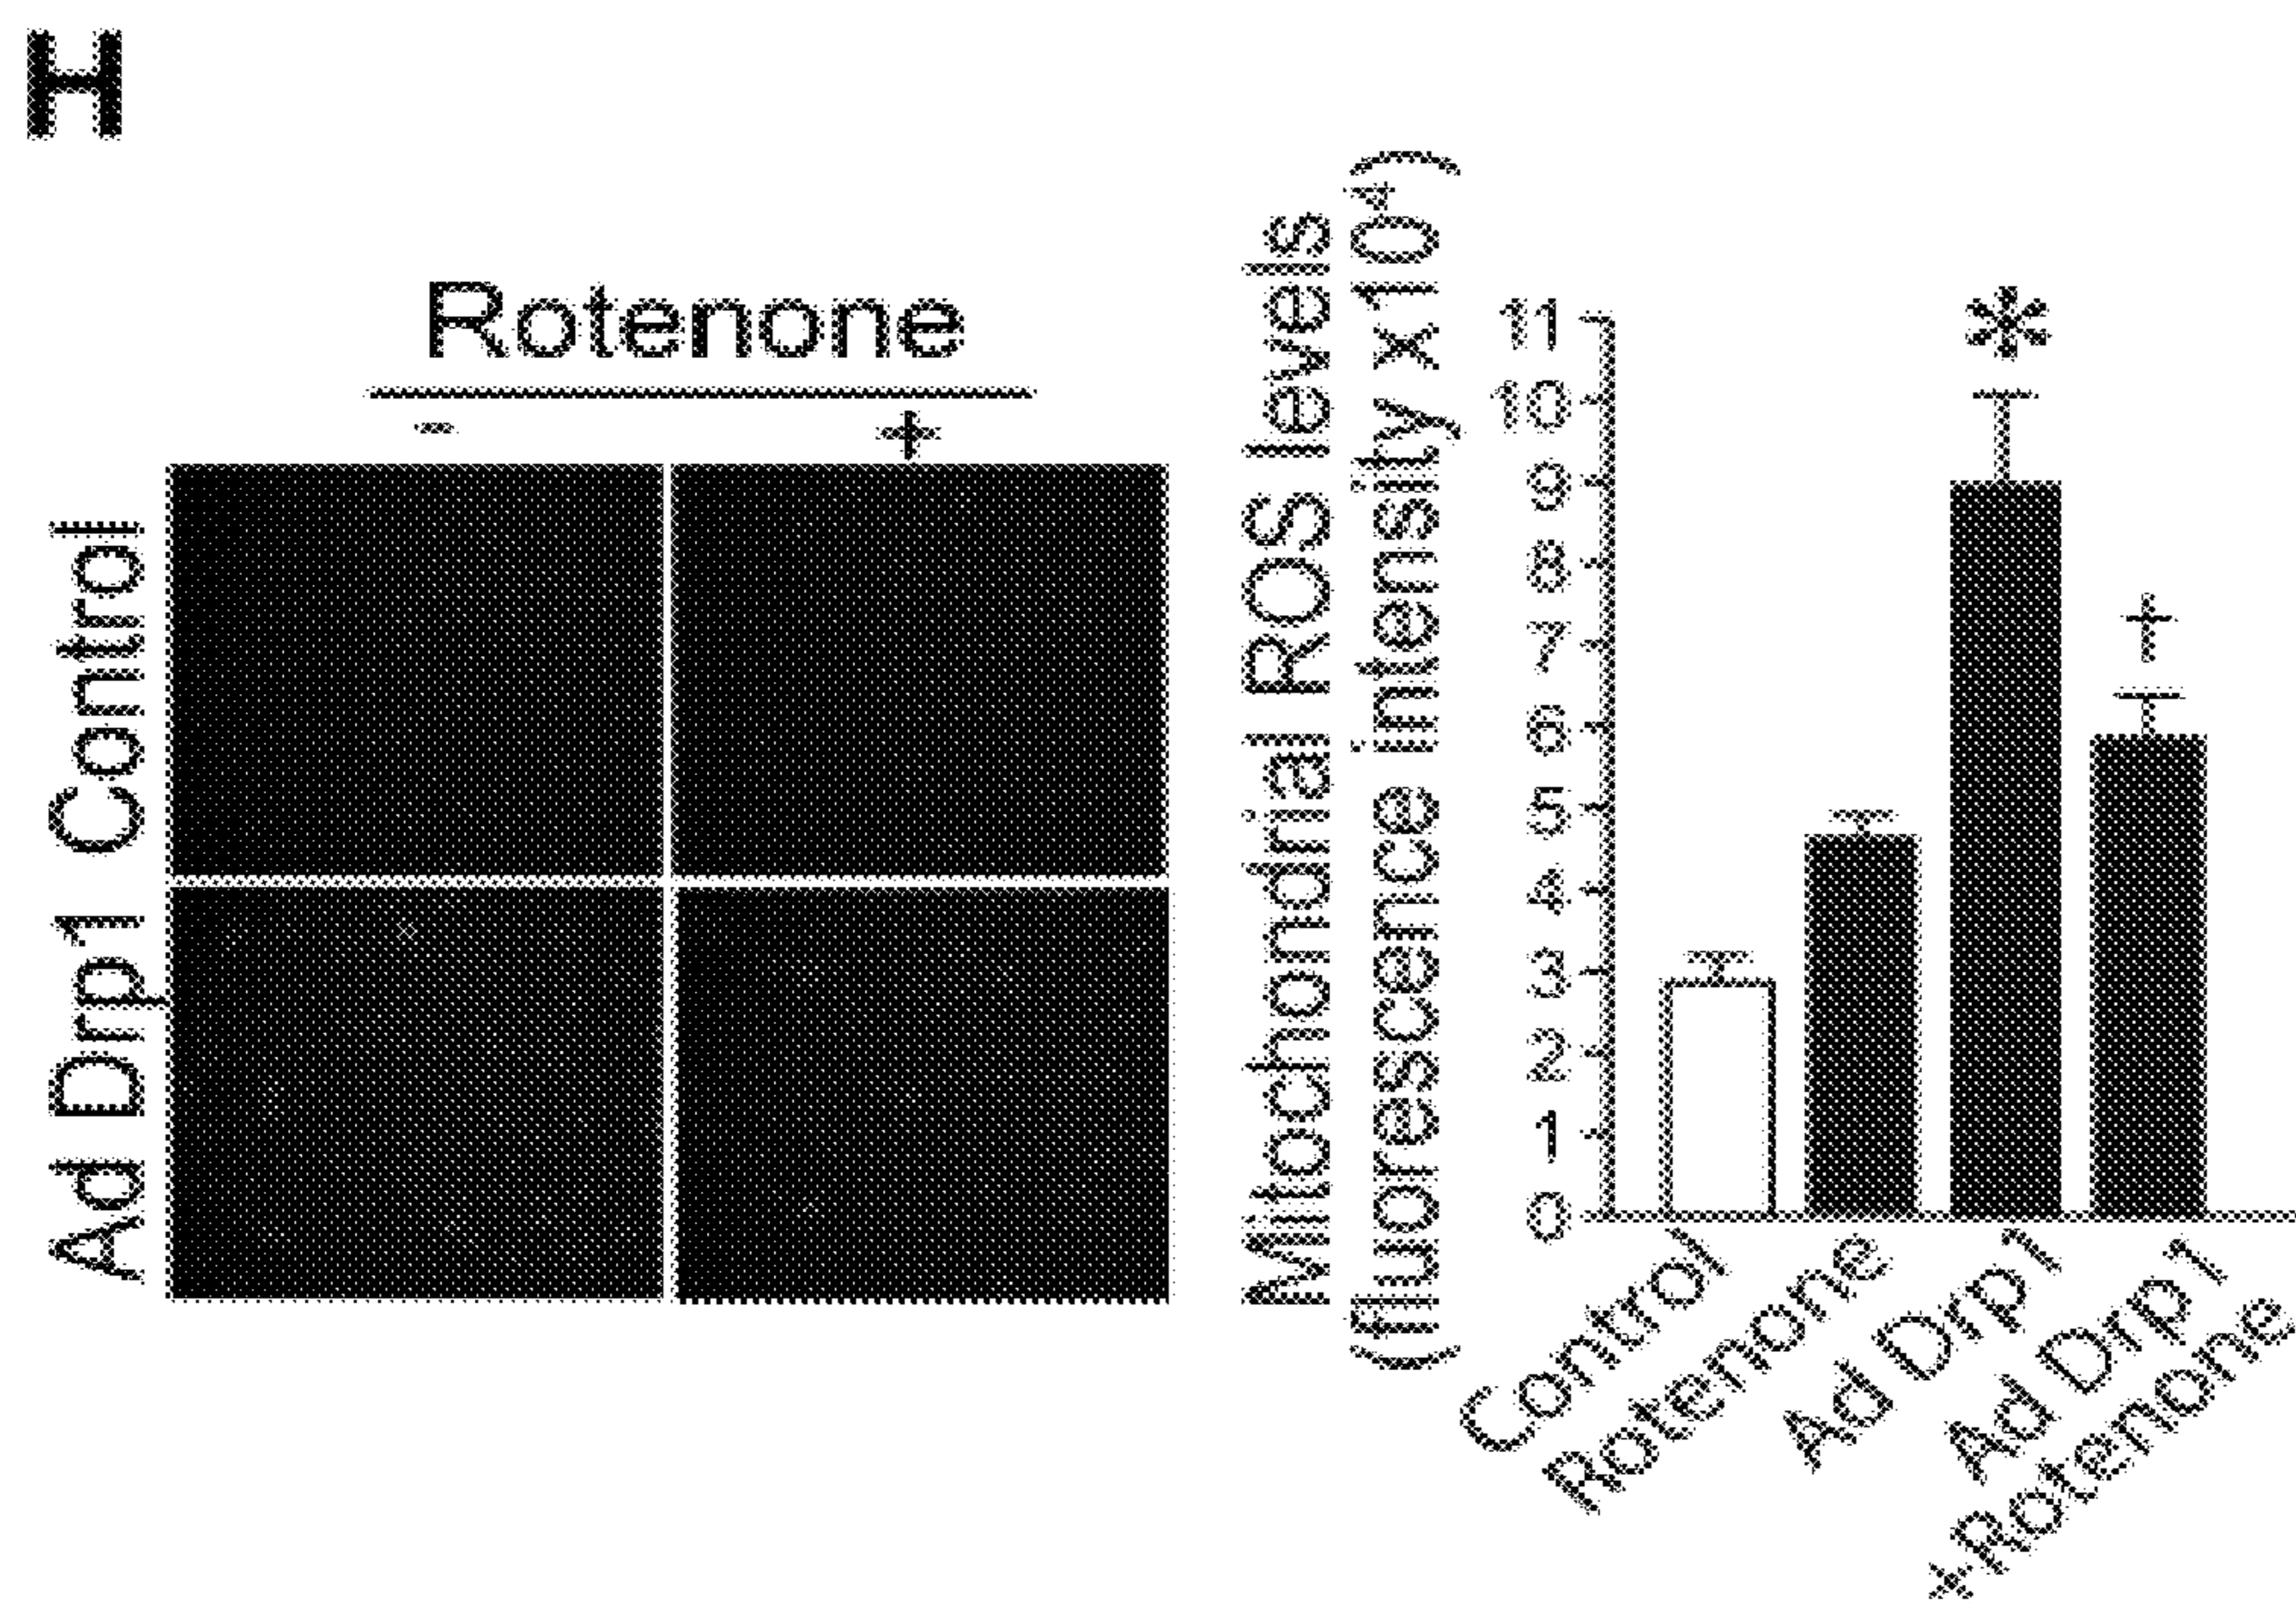 H
Rotenone
- +
Control
Ad Drp1
Mitochondrial ROS levels
(fluorescence intensity x10⁴)
11
10
9
8
7
6
5
4
3
2
1
0
*
†
Control
Rotenone
Ad Drp1
Ad Drp1
+Rotenone